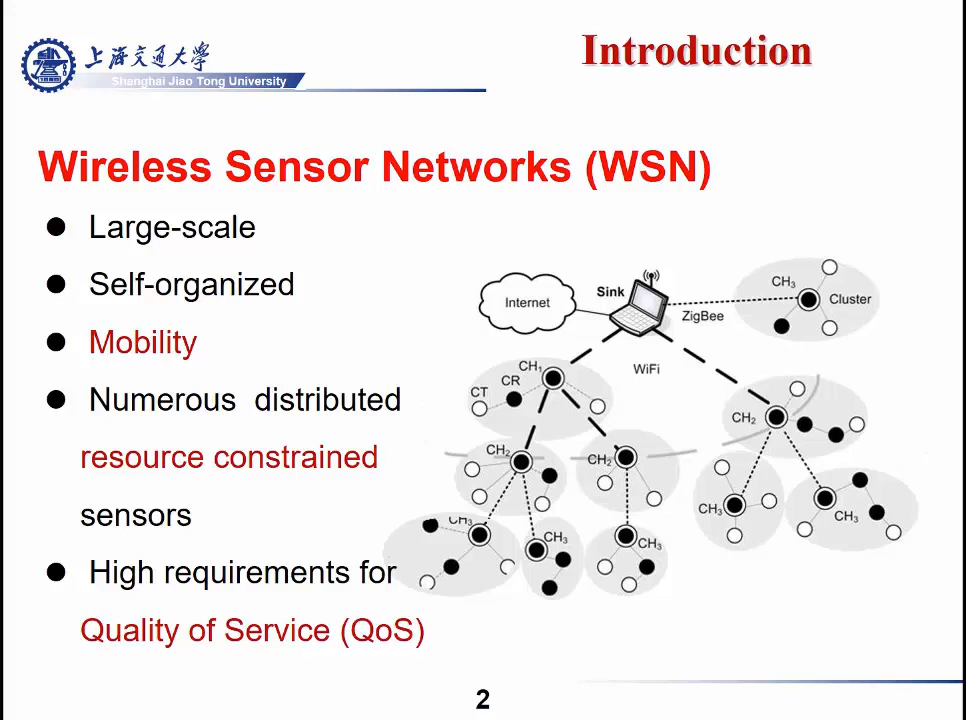 上海交通大学
Shanghai Jiao Tong University
Introduction
Wireless Sensor Networks (WSN)
● Large-scale
● Self-organized
● Mobility
● Numerous distributed
resource constrained
sensors
● High requirements for
Quality of Service (QoS)
Internet
Sink
ZigBee
CH3
Cluster
WiFi
CH1
CR
CT
CH2
CH2
CH2
CH3
CH3
CH3
CH3
CH3
2